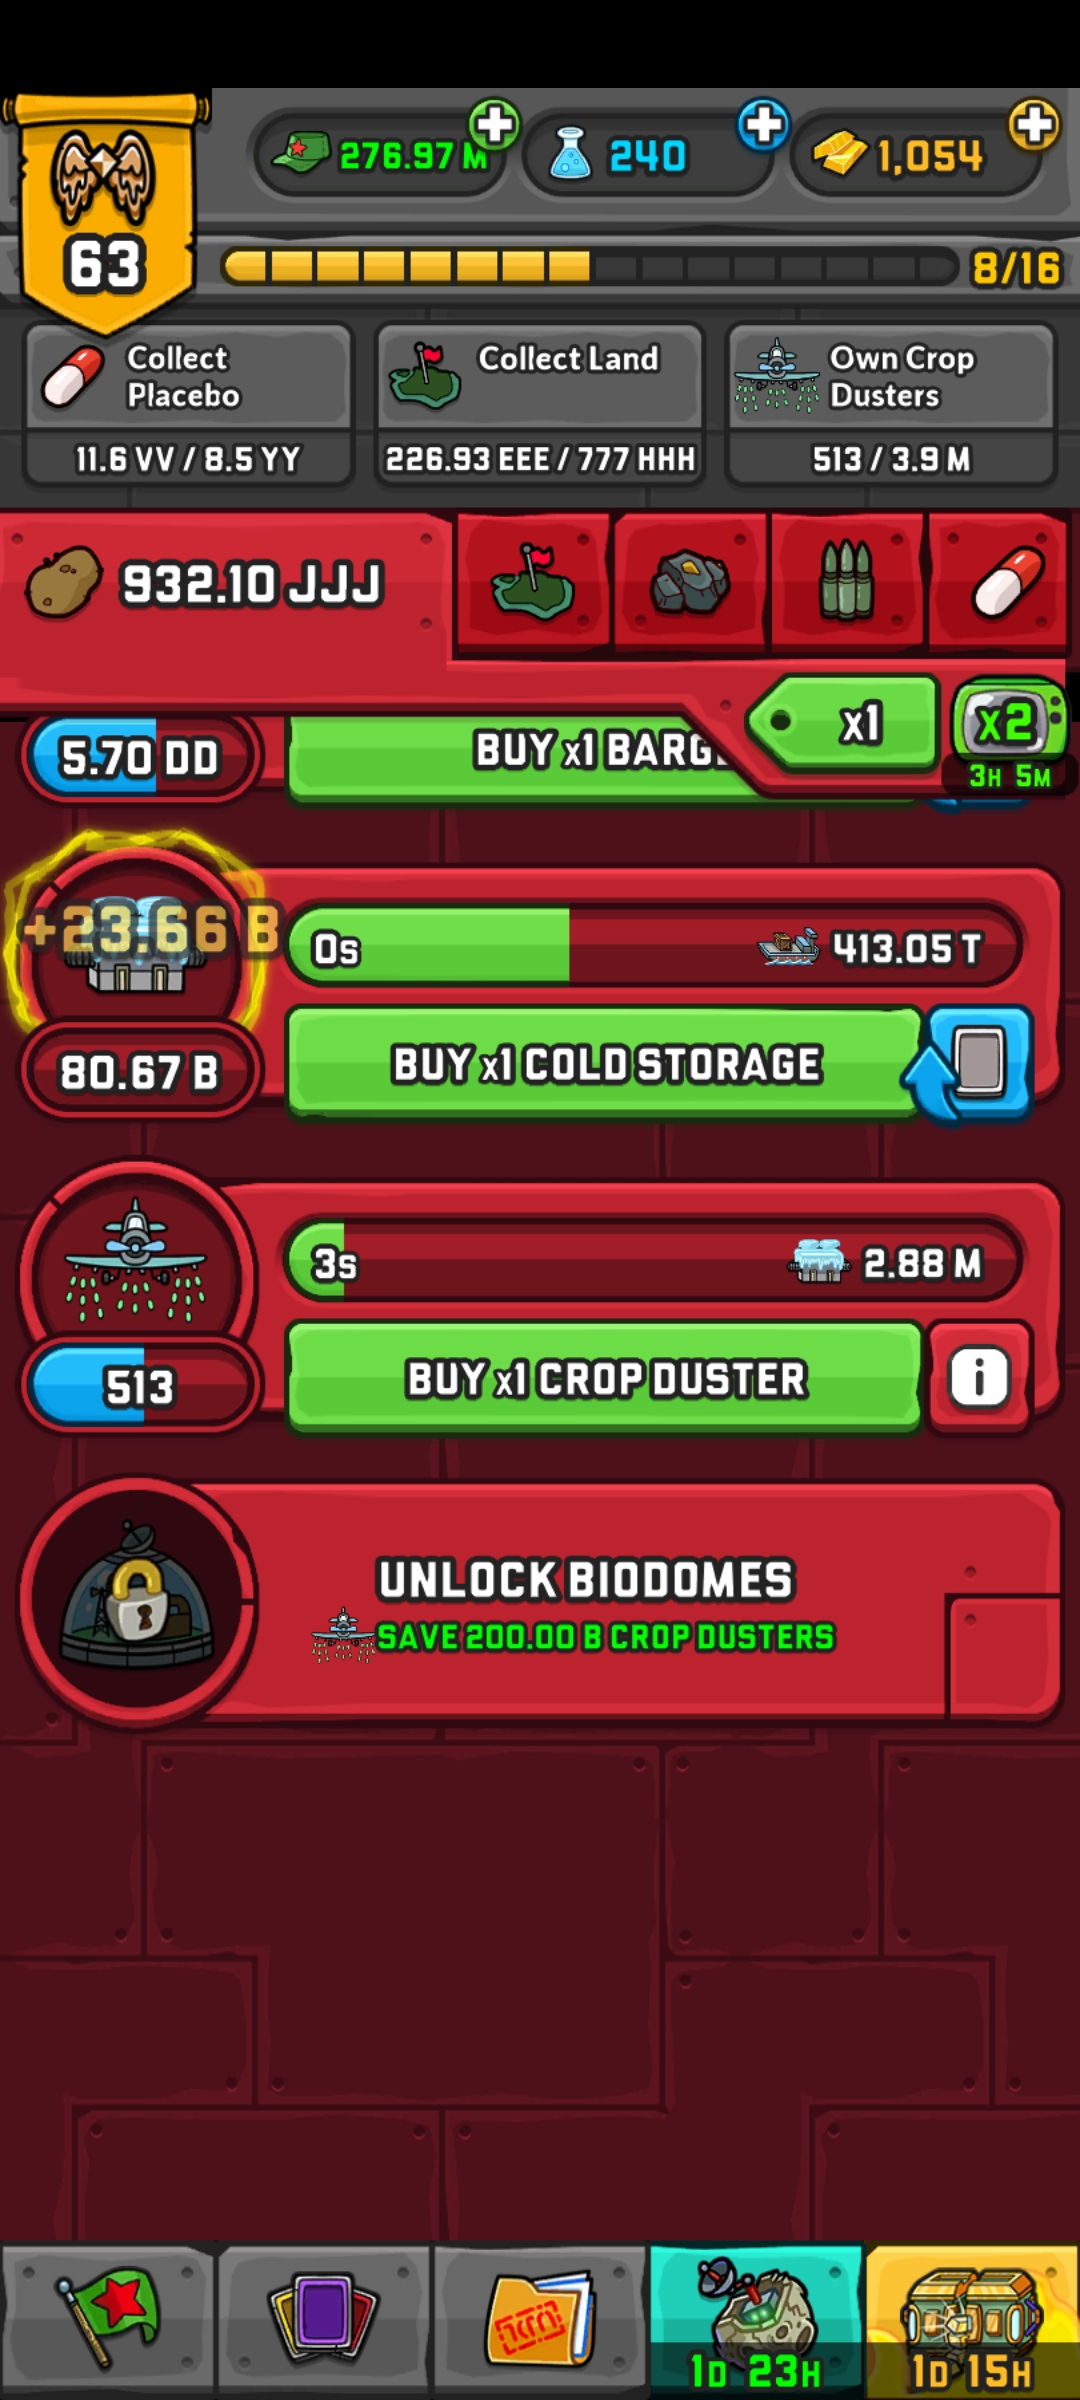 276.97 M
240
1,054
63
8/16
Collect
Placebo
11.6 VV / 8.5 YY
Collect Land
226.93 EEE / 777 HHH
Own Crop
Dusters
513 / 3.9 M
932.10 JJJ
x1
x2
3H 5M
5.70 DD
BUY x1
+23.66 B
0s
413.05 T
80.67 B
BUY x1 COLD STORAGE
3s
2.88 M
513
BUY x1 CROP DUSTER
i
UNLOCK BIODOMES
SAVE 200.00 B CROP DUSTERS
1D 23H
1D 15H